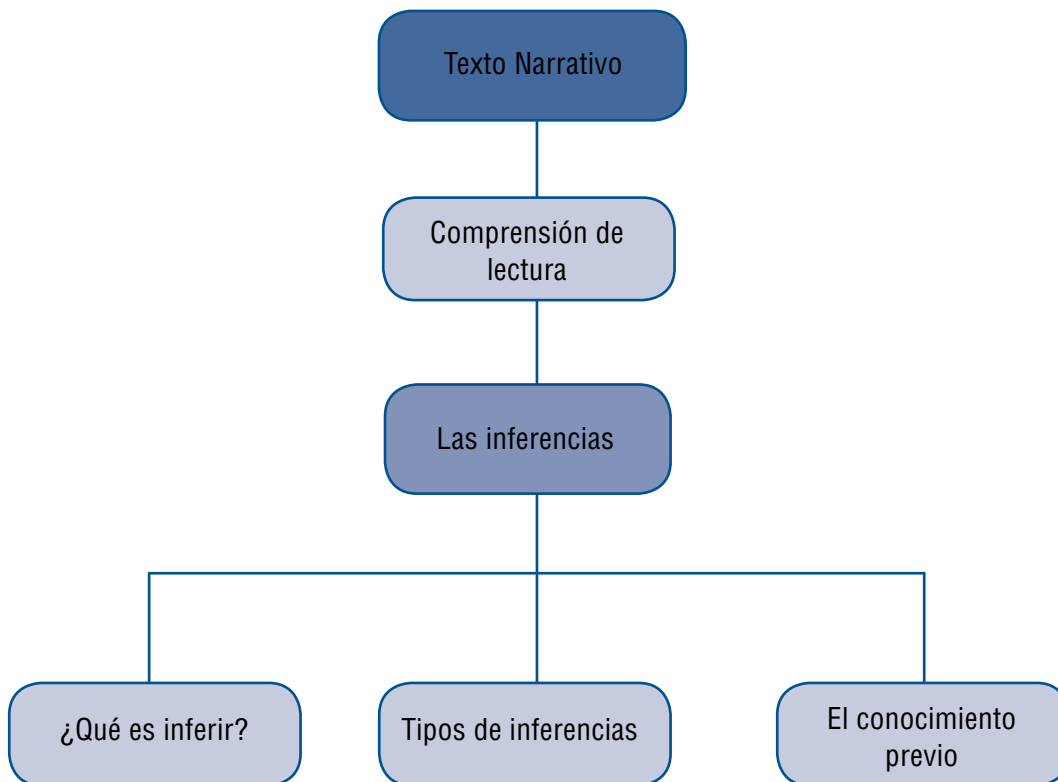 Texto Narrativo
Comprensión de
lectura
Las inferencias
¿Qué es inferir?
Tipos de inferencias
El conocimiento
previo